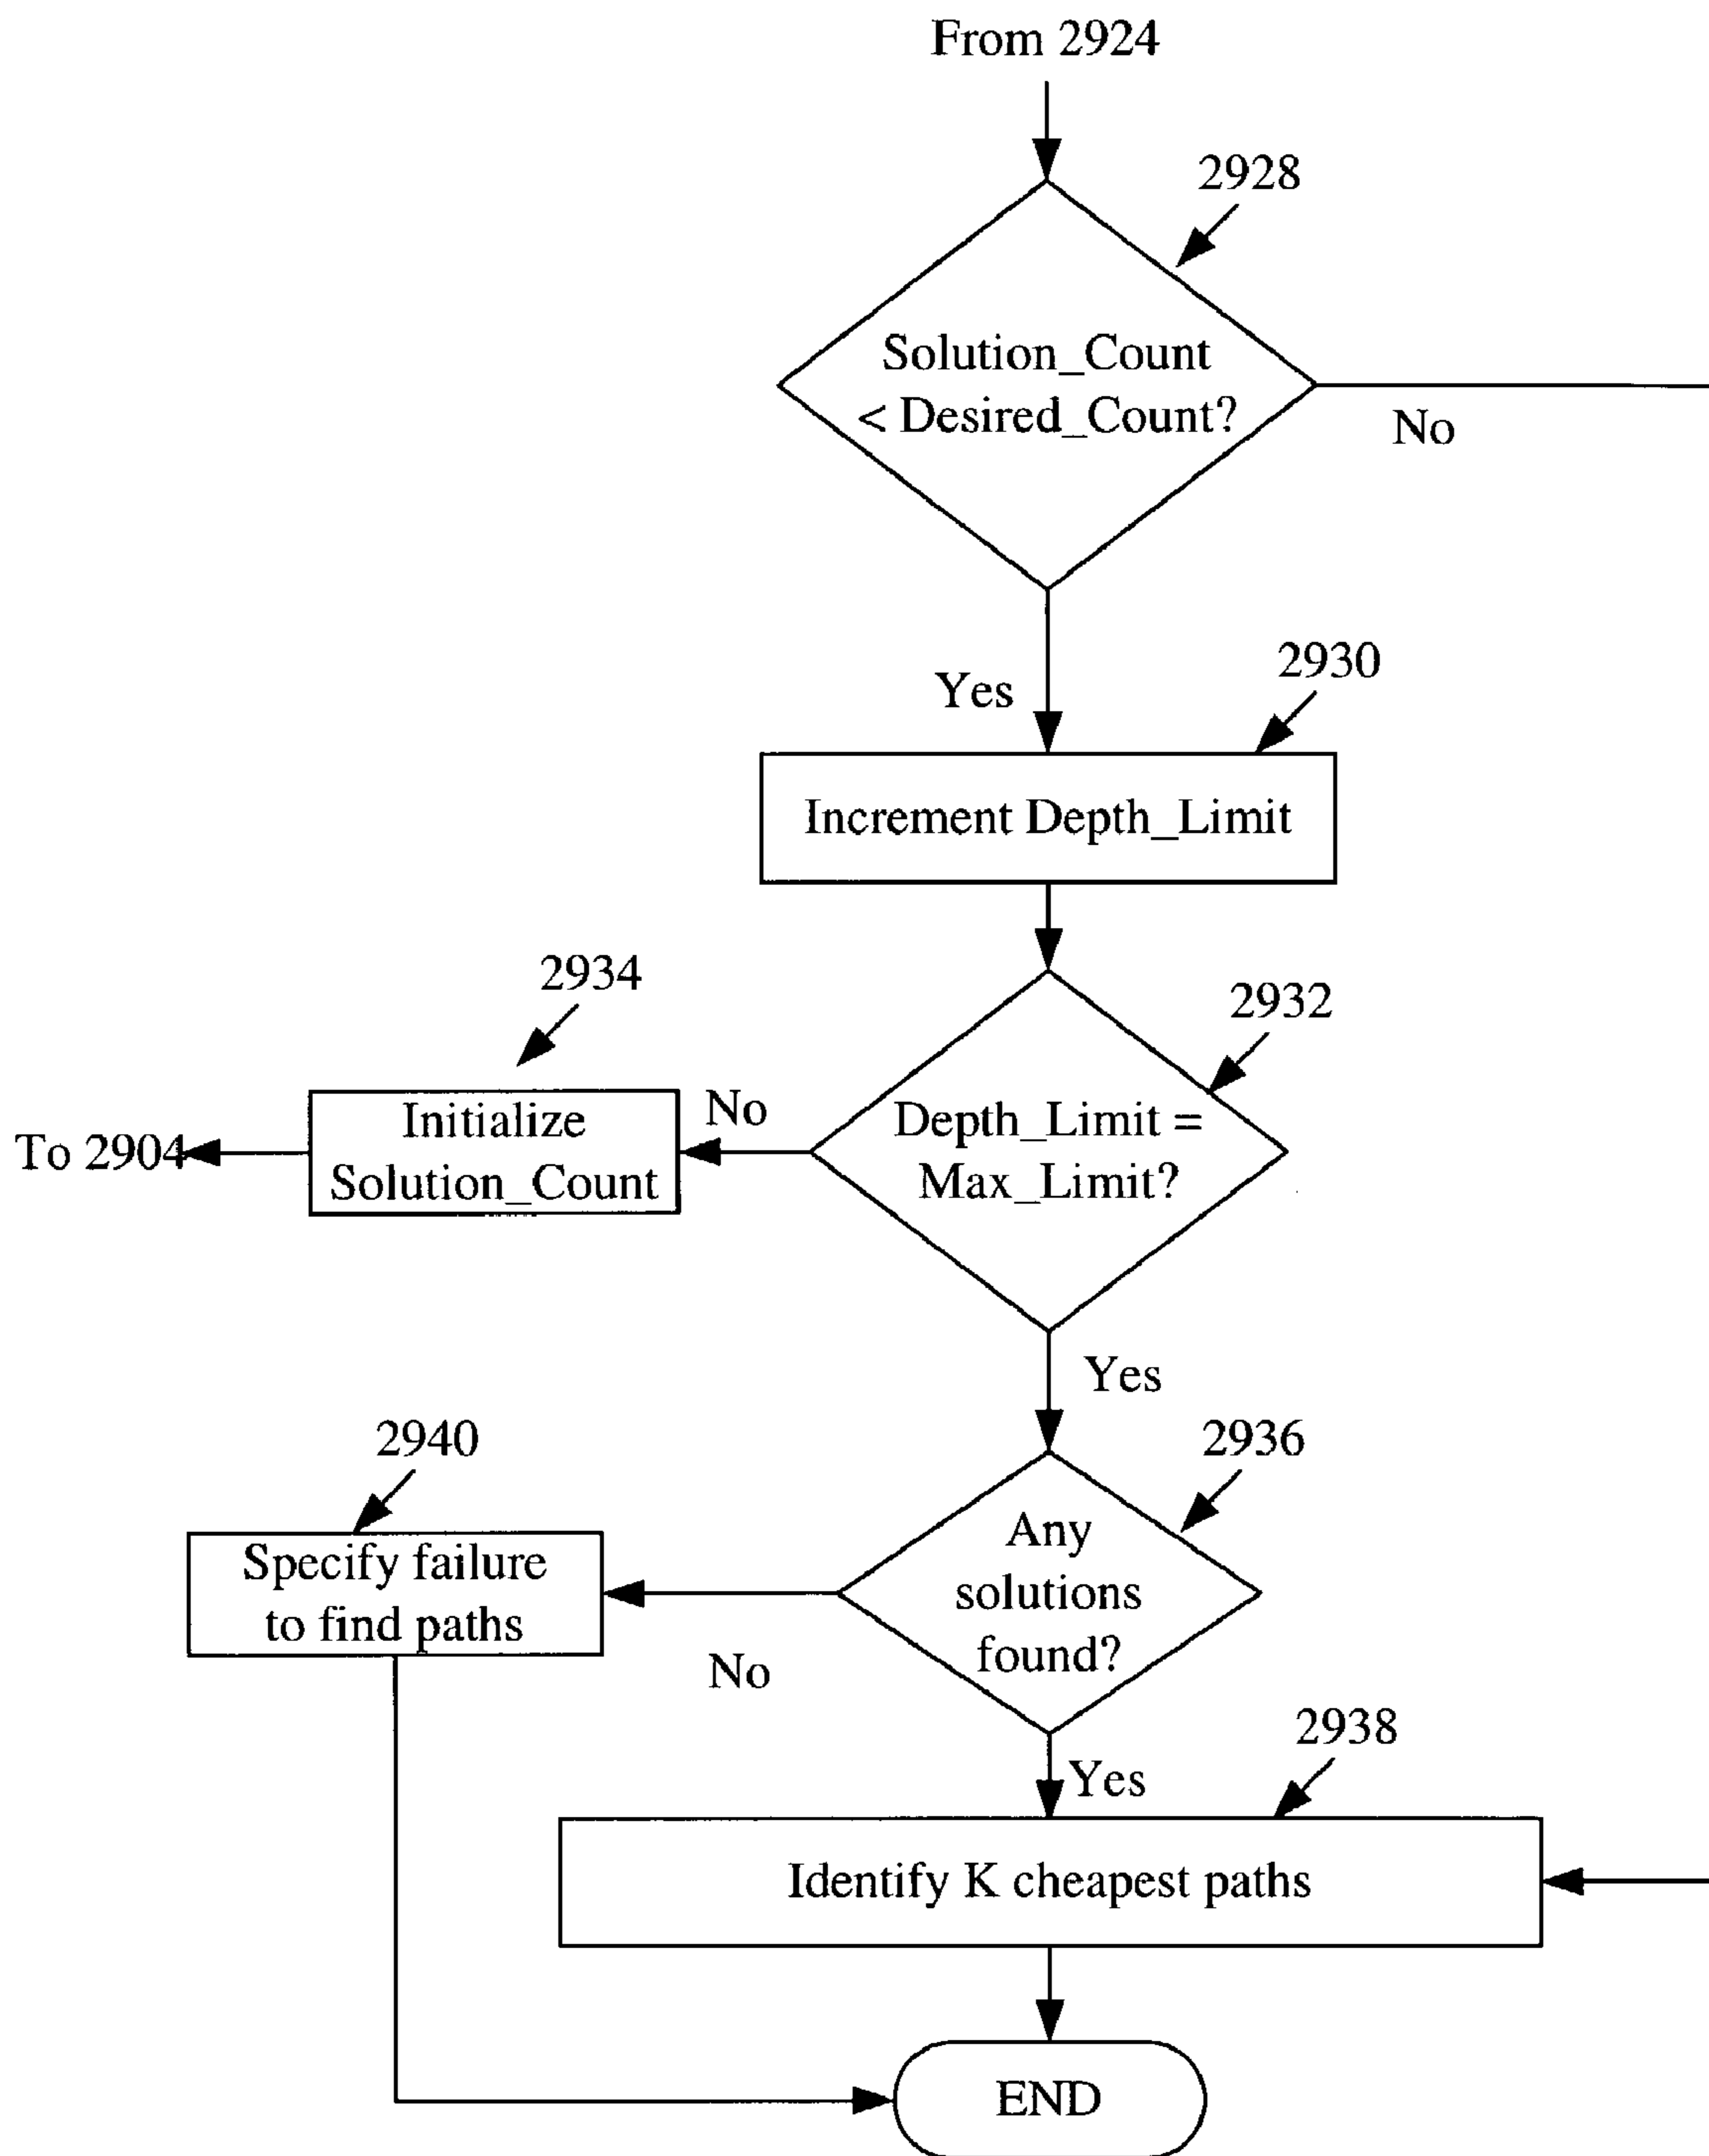 From 2924
2928
Solution_Count
< Desired_Count?
No
2930
Yes
Increment Depth_Limit
2934
2932
No
Initialize
Solution_Count
Depth_Limit =
Max_Limit?
To 2904
Yes
2940
2936
Specify failure
to find paths
Any
solutions
found?
No
2938
Yes
Identify K cheapest paths
END